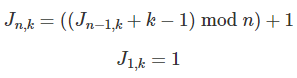 J_{n,k} = ((J_{n−1,k} + k − 1) mod n) + 1
J_{1,k} = 1